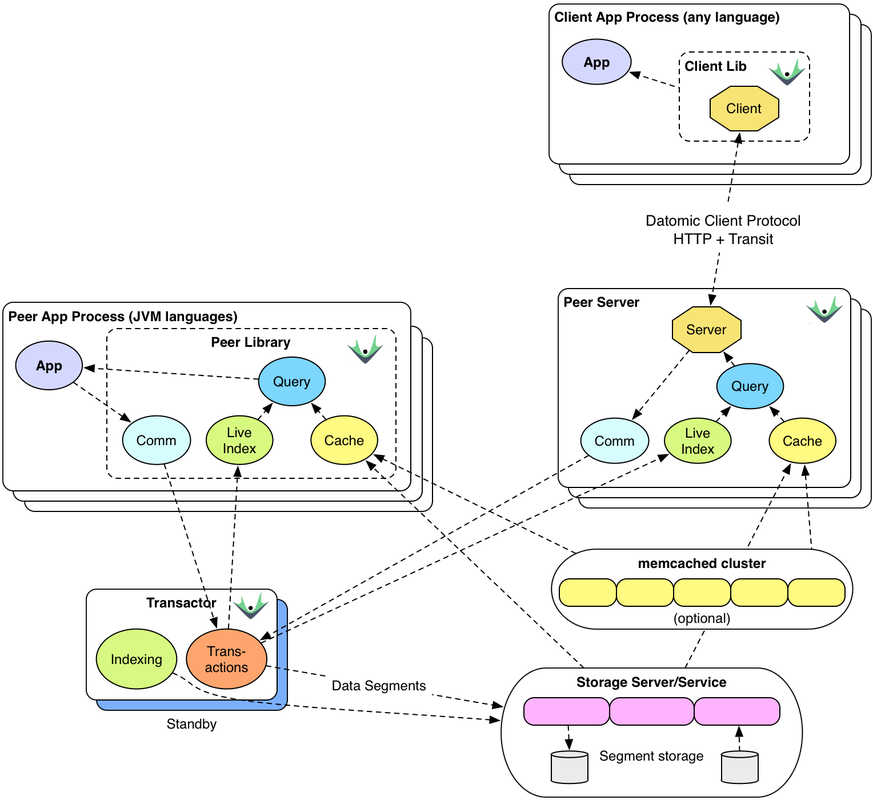 Client App Process (any language)
App
Client Lib
Client
Datomic Client Protocol
HTTP + Transit
Peer App Process (JVM languages)
Peer Library
App
Query
Comm
Live
Index
Cache
Peer Server
Server
Query
Comm
Live
Index
Cache
memcached cluster
(optional)
Transactor
Indexing
Trans-
actions
Standby
Data Segments
Storage Server/Service
Segment storage